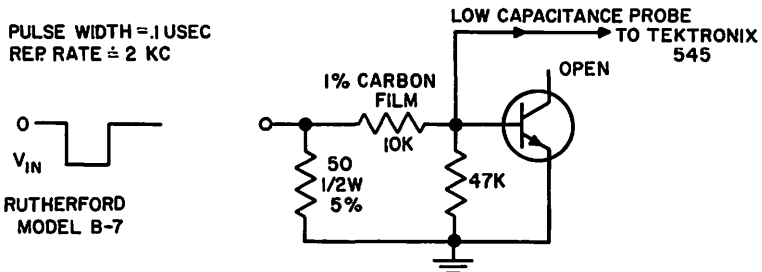 PULSE WIDTH = .1 USEC
REP. RATE ≐ 2 KC
LOW CAPACITANCE PROBE
TO TEKTRONIX
545
OPEN
1% CARBON
FILM
10K
0
V_IN
50
1/2W
5%
47K
RUTHERFORD
MODEL B-7